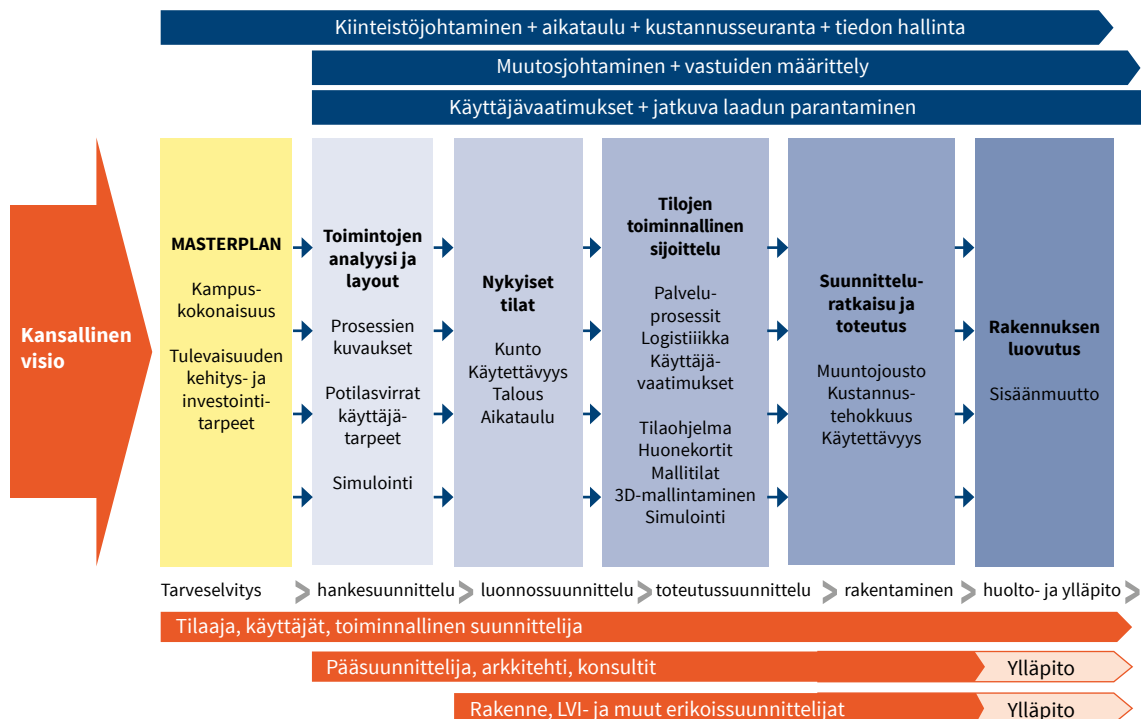 Kiinteistöjohtaminen + aikataulu + kustannusseuranta + tiedon hallinta
Muutosjohtaminen + vastuiden määrittely
Käyttäjävaatimukset + jatkuva laadun parantaminen
Kansallinen
visio
MASTERPLAN
Kampus-
kokonaisuus
Tulevaisuuden
kehitys- ja
investointi-
tarpeet
Toimintojen
analyysi ja
layout
Prosessien
kuvaukset
Potilasvirrat
käyttäjä-
tarpeet
Simulointi
Nykyiset
tilat
Kunto
Käytettävyys
Talous
Aikataulu
Tilojen
toiminnallinen
sijoittelu
Palvelu-
prosessit
Logistiiikka
Käyttäjä-
vaatimukset
Tilaohjelma
Huonekortit
Mallitilat
3D-mallintaminen
Simulointi
Suunnittelu-
ratkaisu ja
toteutus
Muuntojousto
Kustannus-
tehokkuus
Käytettävyys
Rakennuksen
luovutus
Sisäänmuutto
Tarveselvitys > hankesuunnittelu > luonnossuunnittelu > toteutussuunnittelu > rakentaminen > huolto- ja ylläpito >
Tilaaja, käyttäjät, toiminnallinen suunnittelija
Pääsuunnittelija, arkkitehti, konsultit Ylläpito
Rakenne, LVI- ja muut erikoissuunnittelijat Ylläpito